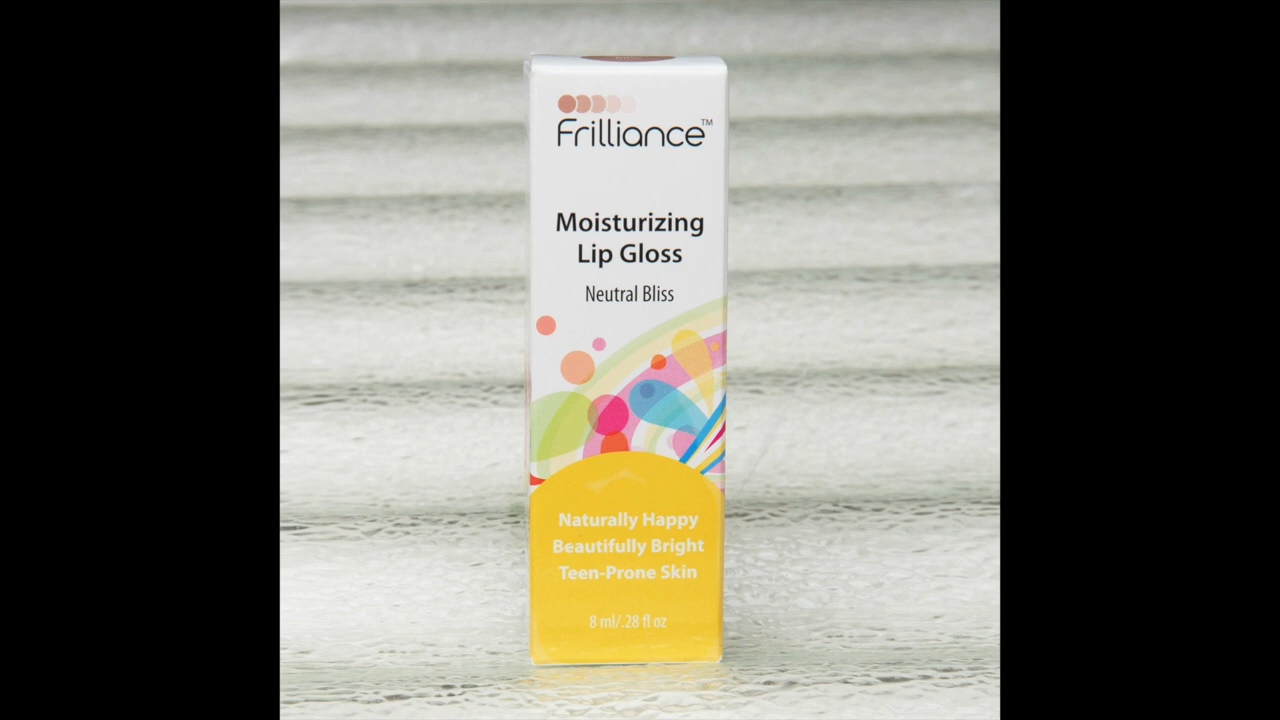 Frilliance™
Moisturizing
Lip Gloss
Neutral Bliss
Naturally Happy
Beautifully Bright
Teen-Prone Skin
8 ml/.28 fl oz